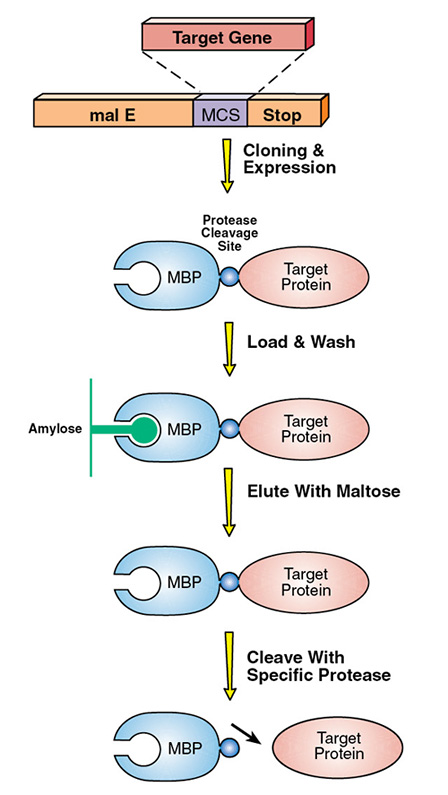 Target Gene
mal E
MCS
Stop
Cloning &
Expression
Protease
Cleavage
Site
MBP
Target
Protein
Load & Wash
Amylose
MBP
Target
Protein
Elute With Maltose
MBP
Target
Protein
Cleave With
Specific Protease
MBP
Target
Protein